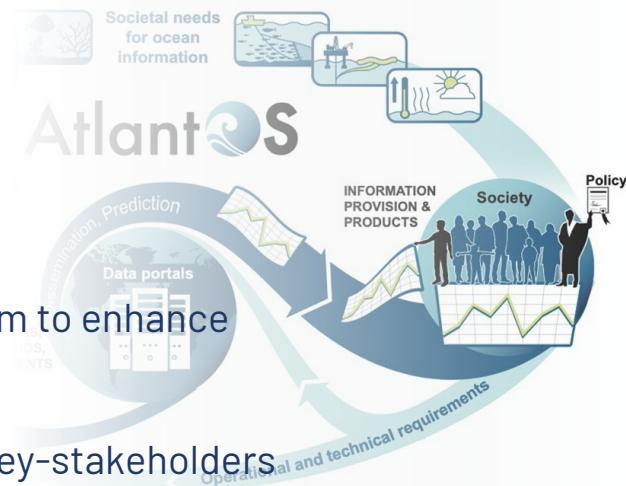 Societal needs
for ocean
information
AtlantOS
INFORMATION
PROVISION &
PRODUCTS
Society
Policy
Dissemination, Prediction
Data portals
m to enhance
ey-stakeholders
Operational and technical requirements